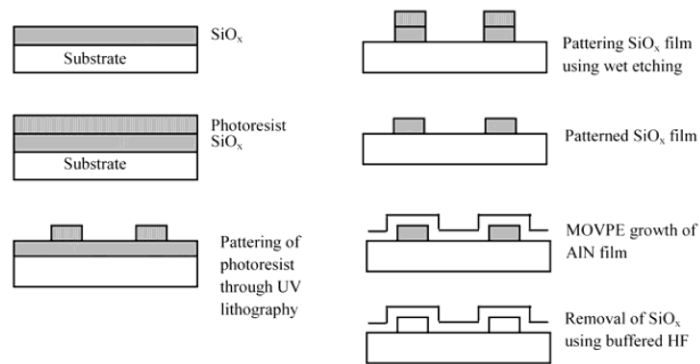 SiOx
Substrate
Photoresist
SiOx
Substrate
Pattering of
photoresist
through UV
lithography
Pattering SiOx film
using wet etching
Patterned SiOx film
MOVPE growth of
AlN film
Removal of SiOx
using buffered HF